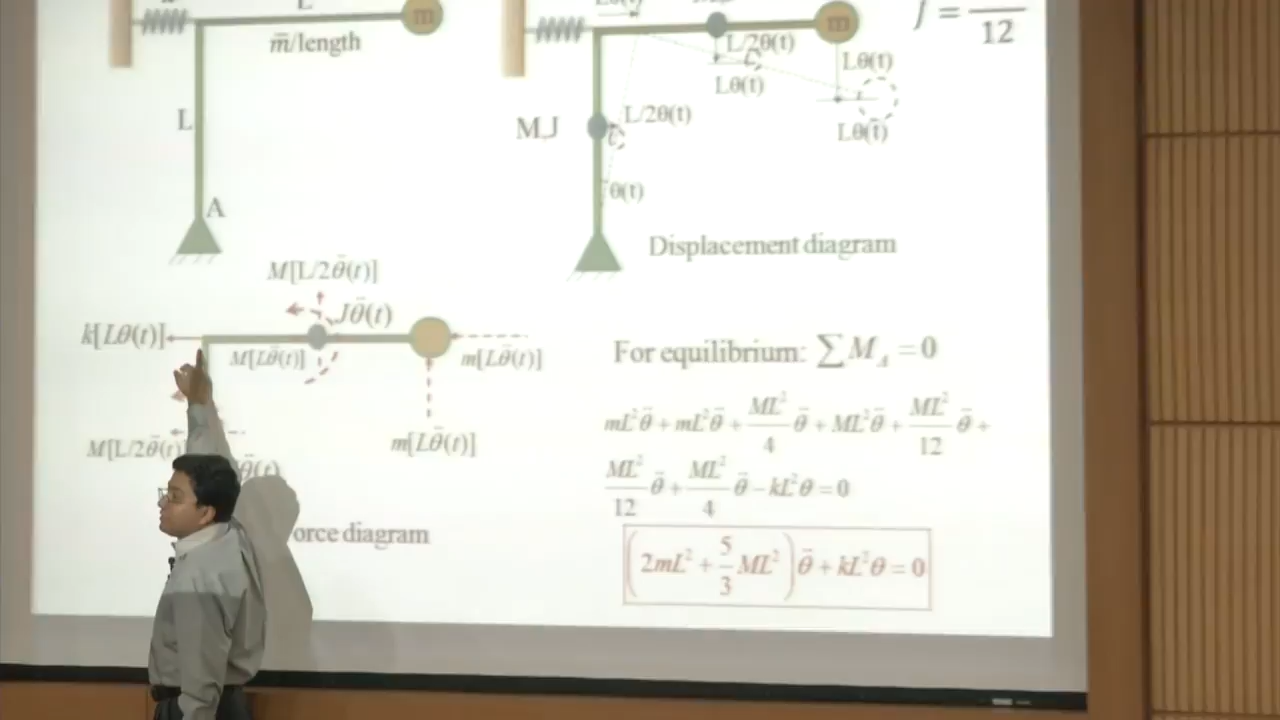 L
m
m̅/length
L
A
J = 
12
m
L/2θ(t)
Lθ(t)
Lθ(t)
Lθ(t)
M,J
L/2θ(t)
θ(t)
Displacement diagram
M[L/2θ̈(t)]
Jθ̈(t)
k[Lθ(t)]
M[Lθ̈(t)]
m[Lθ̈(t)]
M[L/2θ̈(t)
m[Lθ̈(t)]
θ̈(t)
orce diagram
For equilibrium: ∑M_A = 0
mL²θ̈ + mL²θ̈ + ML²/4 θ̈ + ML²θ̈ + ML²/12 θ̈ +
ML²/12 θ̈ + ML²/4 θ̈ − kL²θ = 0
(2mL² + 5/3 ML²)θ̈ + kL²θ = 0